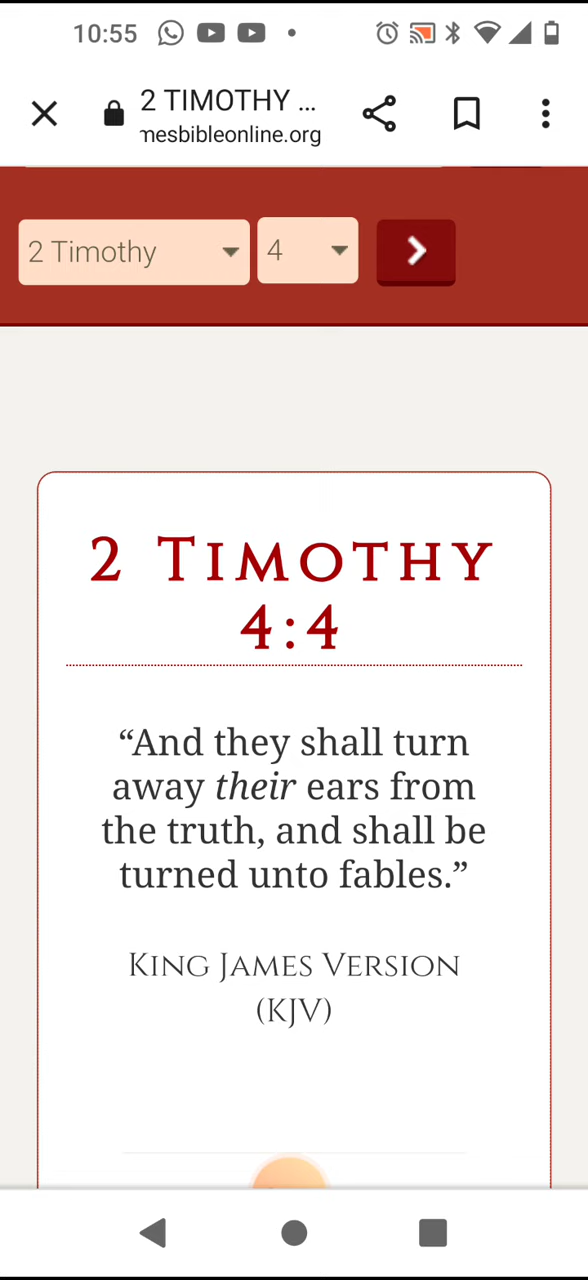 10:55
2 TIMOTHY ...
mesbibleonline.org
2 Timothy
4
2 TIMOTHY
4:4
“And they shall turn
away their ears from
the truth, and shall be
turned unto fables.”
KING JAMES VERSION
(KJV)